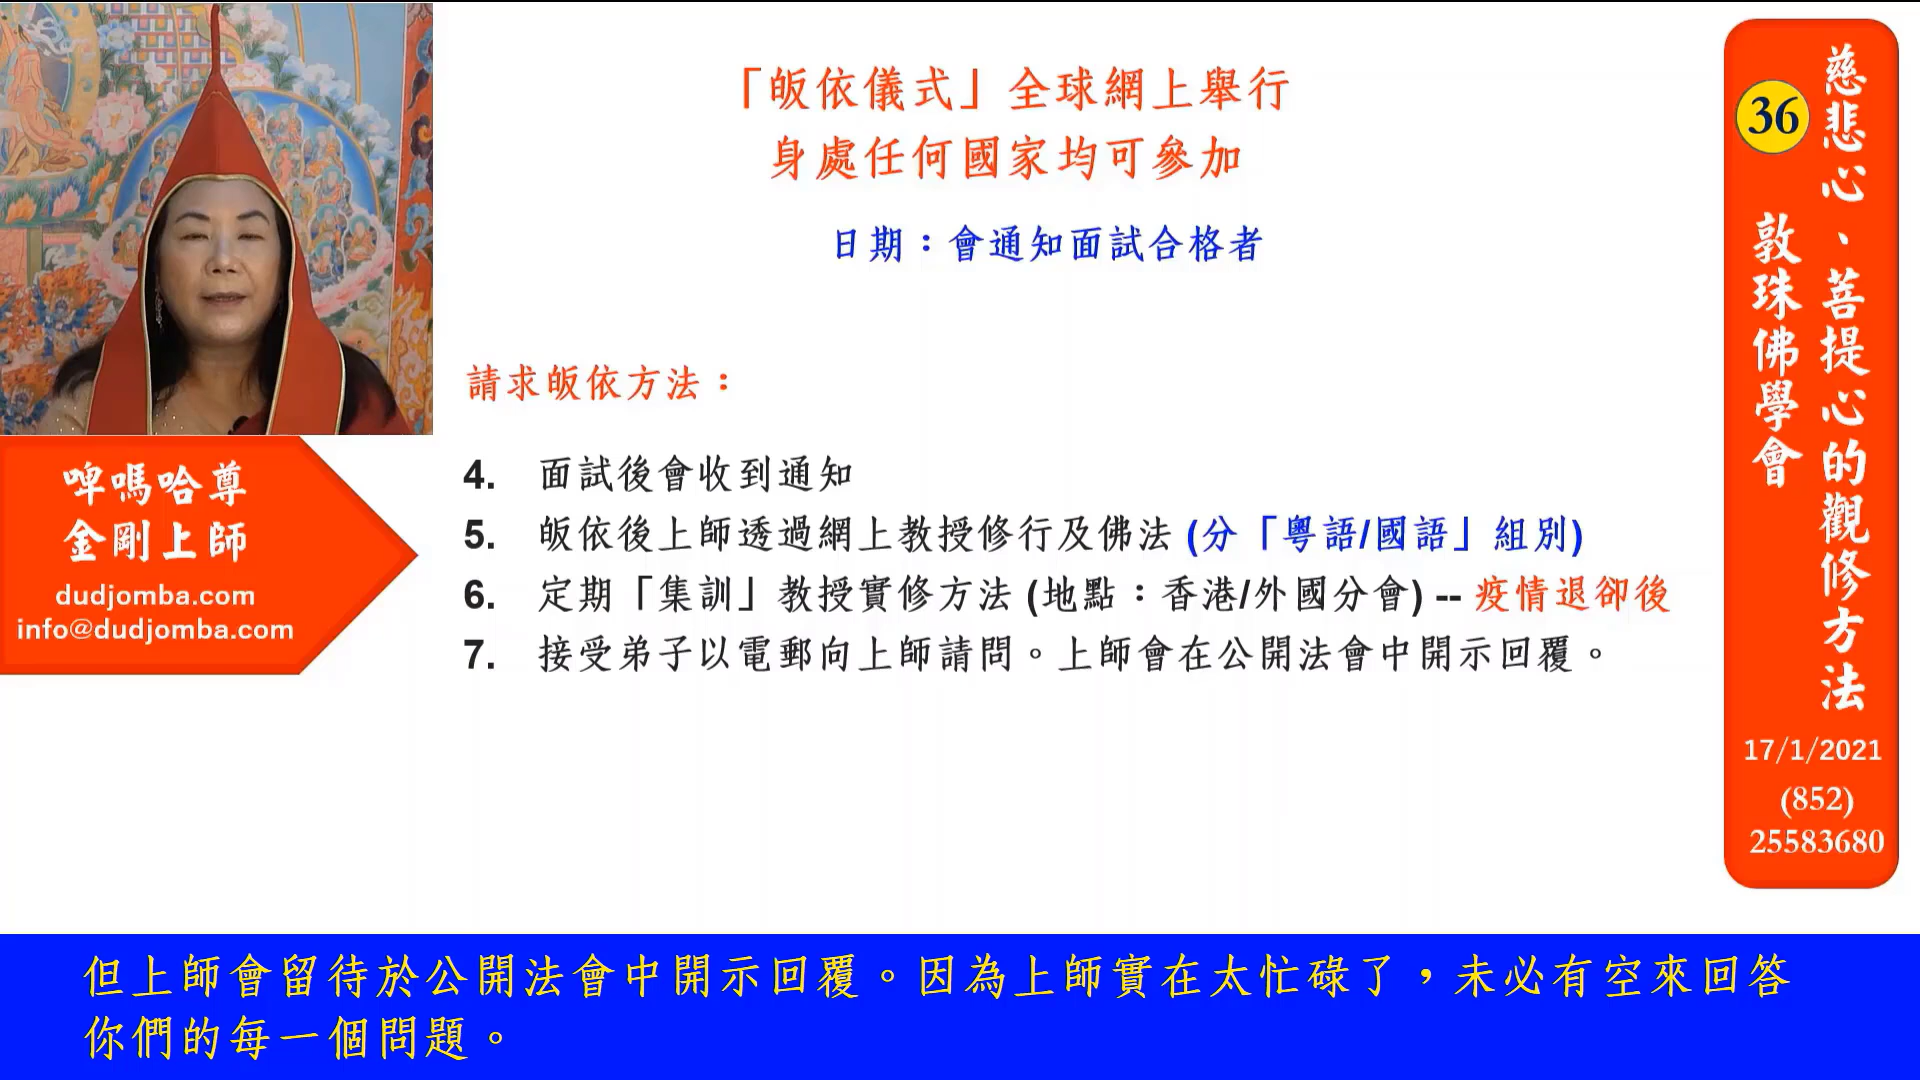 「皈依儀式」全球網上舉行
身處任何國家均可參加
日期：會通知面試合格者
請求皈依方法：
4. 面試後會收到通知
5. 皈依後上師透過網上教授修行及佛法 (分「粵語/國語」組別)
6. 定期「集訓」教授實修方法 (地點：香港/外國分會) -- 疫情退卻後
7. 接受弟子以電郵向上師請問。上師會在公開法會中開示回覆。
啤嗎哈尊
金剛上師
dudjomba.com
info@dudjomba.com
慈悲心、菩提心的觀修方法
36
敦珠佛學會
17/1/2021
(852)
25583680
但上師會留待於公開法會中開示回覆。因為上師實在太忙碌了，未必有空來回答
你們的每一個問題。